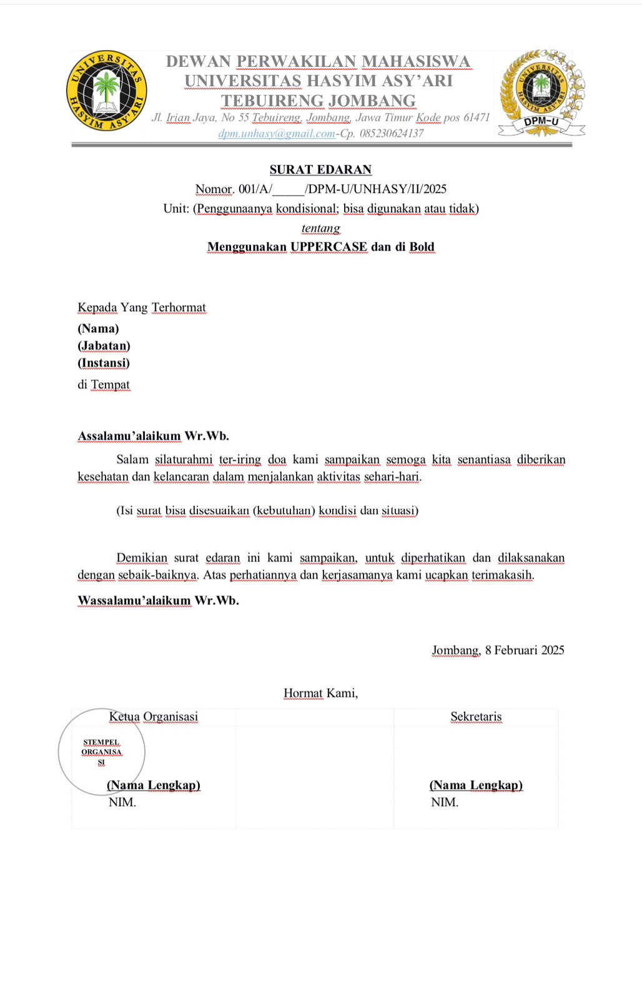 DEWAN PERWAKILAN MAHASISWA
UNIVERSITAS HASYIM ASY’ARI
TEBUIRENG JOMBANG
Jl. Irian Jaya, No 55 Tebuireng, Jombang, Jawa Timur Kode pos 61471
dpm.unhasy@gmail.com-Cp. 085230624137
UNIVERSITAS
HASYIM ASY'ARI
UNIVERSITAS
HASYIM ASY'ARI
DPM
DPM-U
SURAT EDARAN
Nomor. 001/A/_____/DPM-U/UNHASY/II/2025
Unit: (Penggunaanya kondisional; bisa digunakan atau tidak)
tentang
Menggunakan UPPERCASE dan di Bold
Kepada Yang Terhormat
(Nama)
(Jabatan)
(Instansi)
di Tempat
Assalamu’alaikum Wr.Wb.
Salam silaturahmi ter-iring doa kami sampaikan semoga kita senantiasa diberikan
kesehatan dan kelancaran dalam menjalankan aktivitas sehari-hari.
(Isi surat bisa disesuaikan (kebutuhan) kondisi dan situasi)
Demikian surat edaran ini kami sampaikan, untuk diperhatikan dan dilaksanakan
dengan sebaik-baiknya. Atas perhatiannya dan kerjasamanya kami ucapkan terimakasih.
Wassalamu’alaikum Wr.Wb.
Jombang, 8 Februari 2025
Hormat Kami,
Ketua Organisasi
STEMPEL
ORGANISA
SI
(Nama Lengkap)
NIM.
Sekretaris
(Nama Lengkap)
NIM.